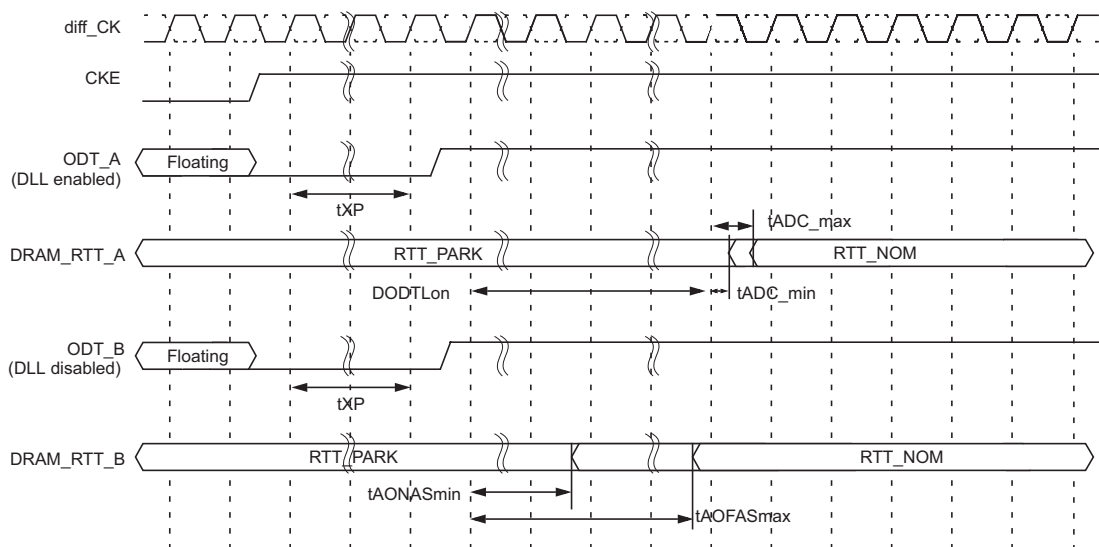 diff_CK
CKE
ODT_A
(DLL enabled)
Floating
tXP
tADC_max
DRAM_RTT_A
RTT_PARK
RTT_NOM
DODTLon
tADC_min
ODT_B
(DLL disabled)
Floating
tXP
DRAM_RTT_B
RTT_PARK
RTT_NOM
tAONASmin
tAOFASmax